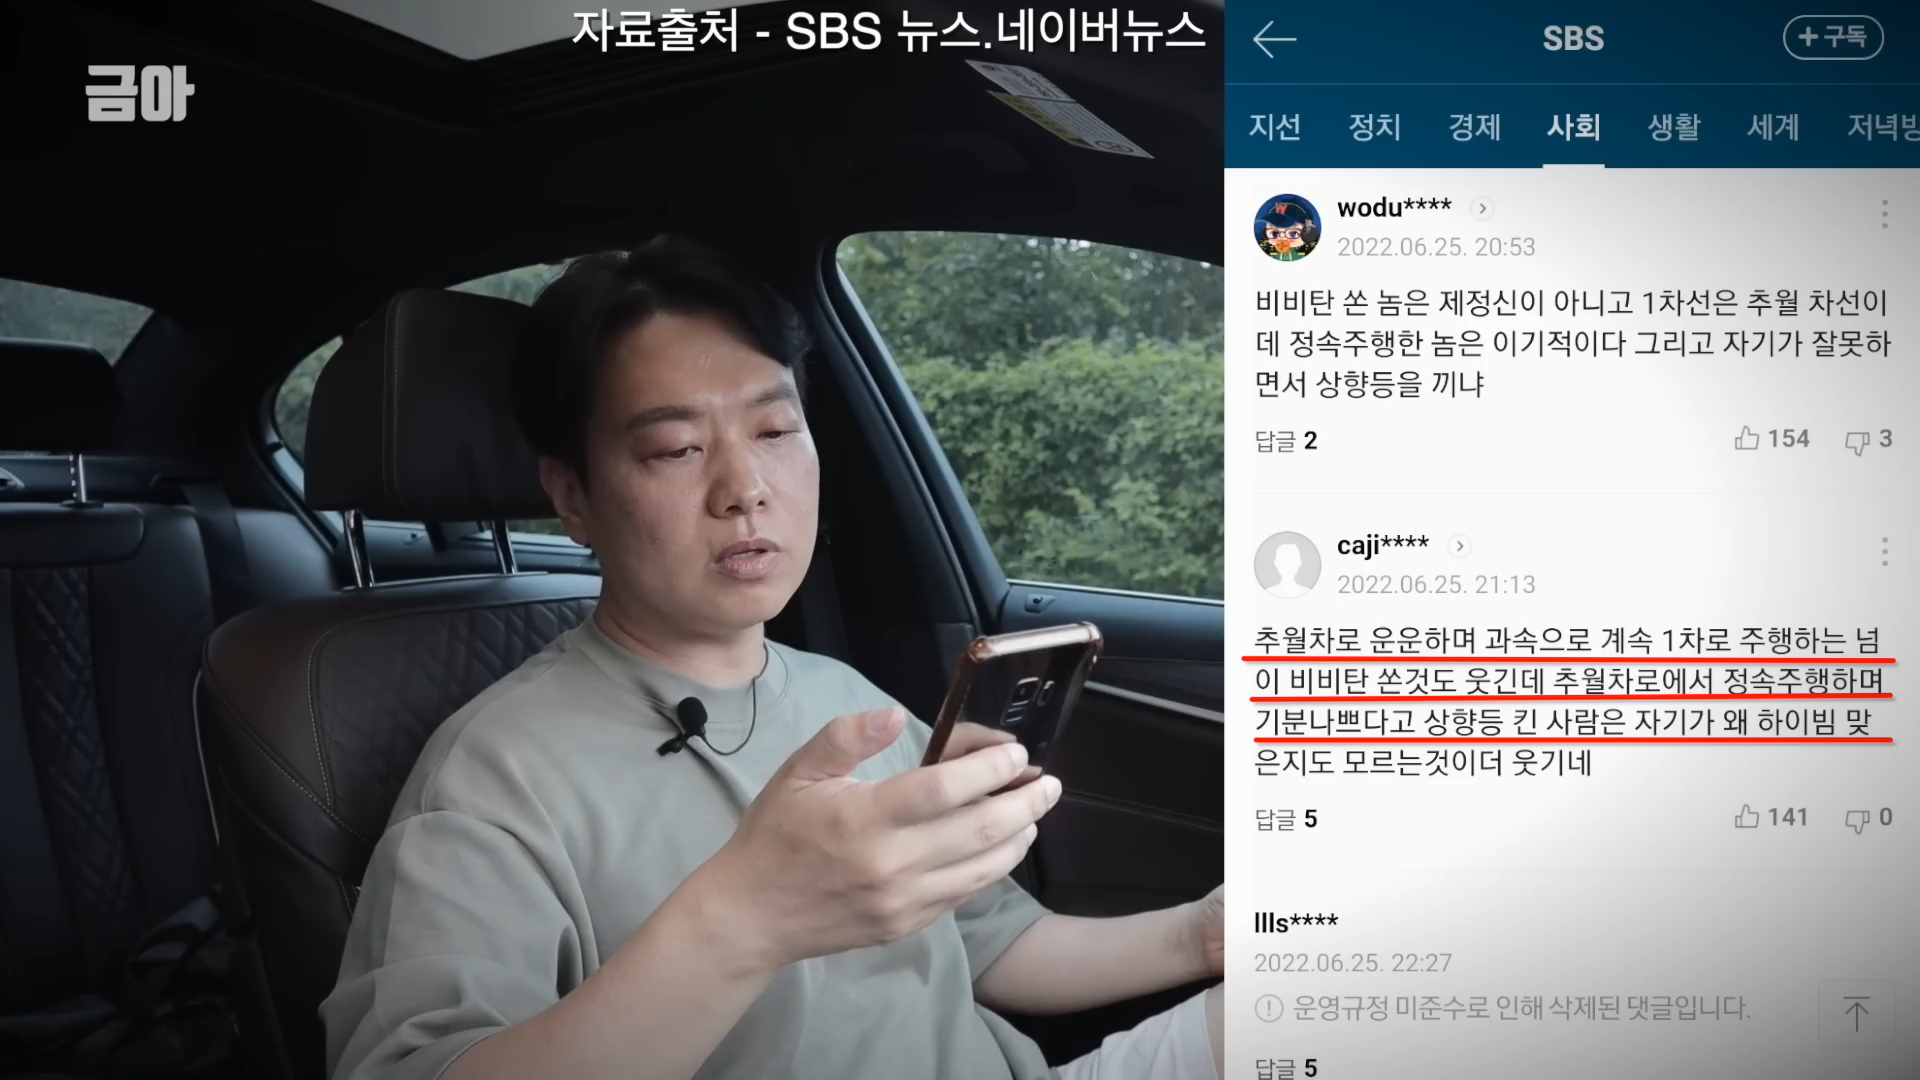 자료출처 - SBS 뉴스.네이버뉴스
금아
SBS
+구독
지선 정치 경제 사회 생활 세계 저녁방
wodu****
2022.06.25. 20:53
비비탄 쏜 놈은 제정신이 아니고 1차선은 추월 차선이
데 정속주행한 놈은 이기적이다 그리고 자기가 잘못하
면서 상향등을 끼냐
답글 2
154 3
caji****
2022.06.25. 21:13
추월차로 운운하며 과속으로 계속 1차로 주행하는 넘
이 비비탄 쏜것도 웃긴데 추월차로에서 정속주행하며
기분나쁘다고 상향등 킨 사람은 자기가 왜 하이빔 맞
은지도 모르는것이더 웃기네
답글 5
141 0
llls****
2022.06.25. 22:27
운영규정 미준수로 인해 삭제된 댓글입니다.
답글 5